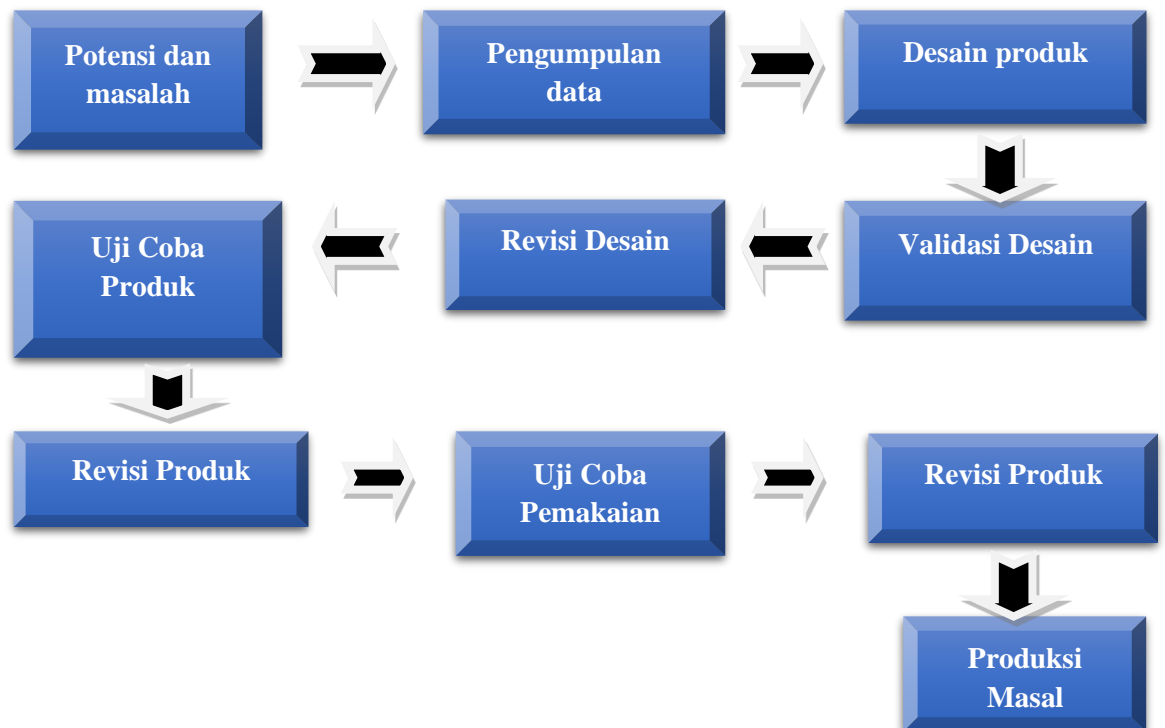 Potensi dan
masalah
Pengumpulan
data
Desain produk
Validasi Desain
Revisi Desain
Uji Coba
Produk
Revisi Produk
Uji Coba
Pemakaian
Revisi Produk
Produksi
Masal